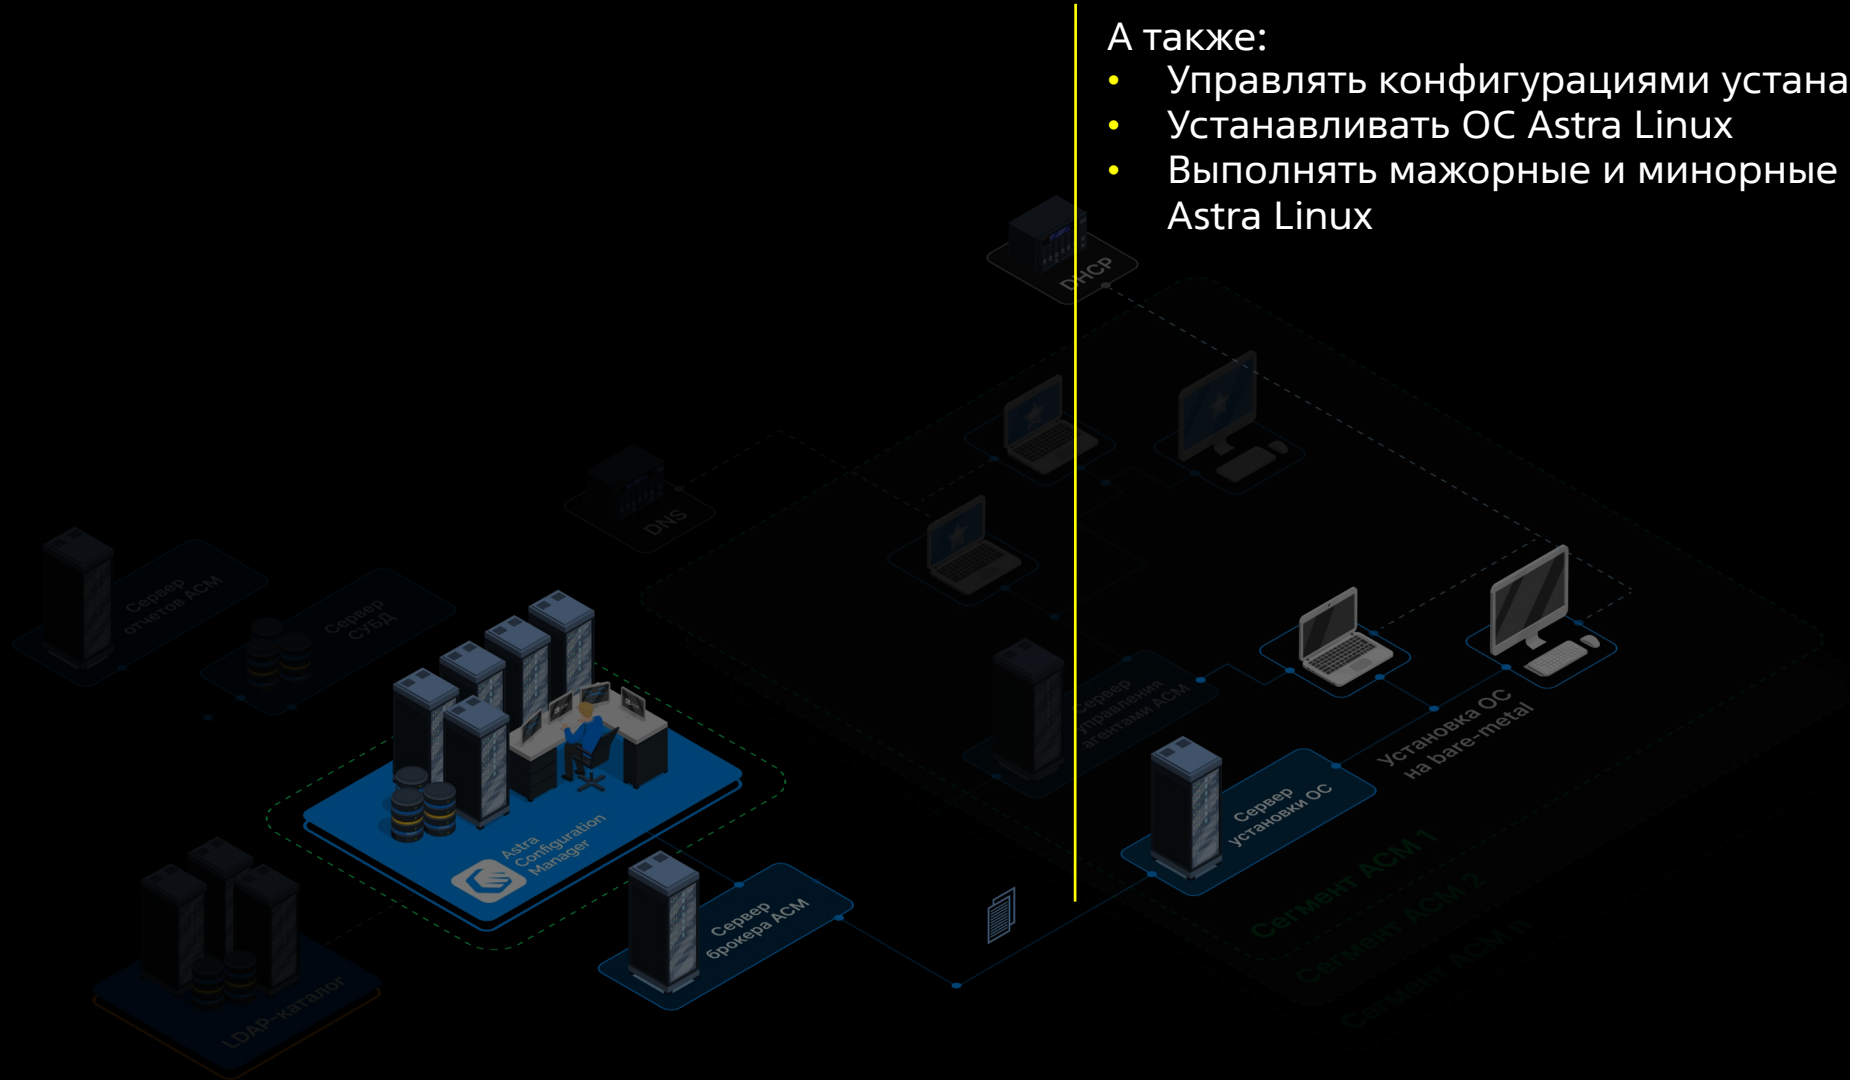 А также:
• Управлять конфигурациями устана
• Устанавливать ОС Astra Linux
• Выполнять мажорные и минорные
Astra Linux
DHCP
DNS
Сервер
отчетов ACM
Сервер
СУБД
Сервер
управления
агентами ACM
Установка ОС
на bare-metal
Сервер
установки ОС
Astra
Configuration
Manager
Сервер
брокера ACM
Сегмент ACM 1
Сегмент ACM 2
Сегмент ACM n
LDAP-каталог